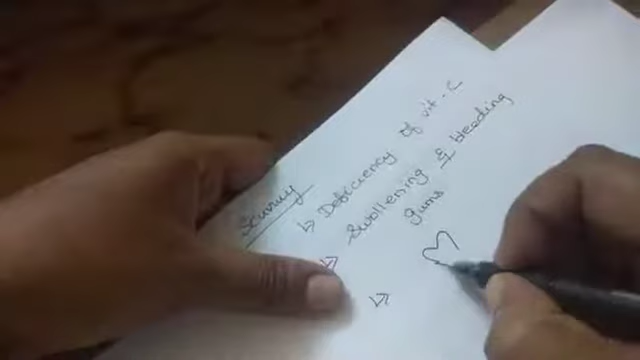 Scurvy
↳ Deficiency of vit-C
↳ Swollening & bleeding
gums
↳